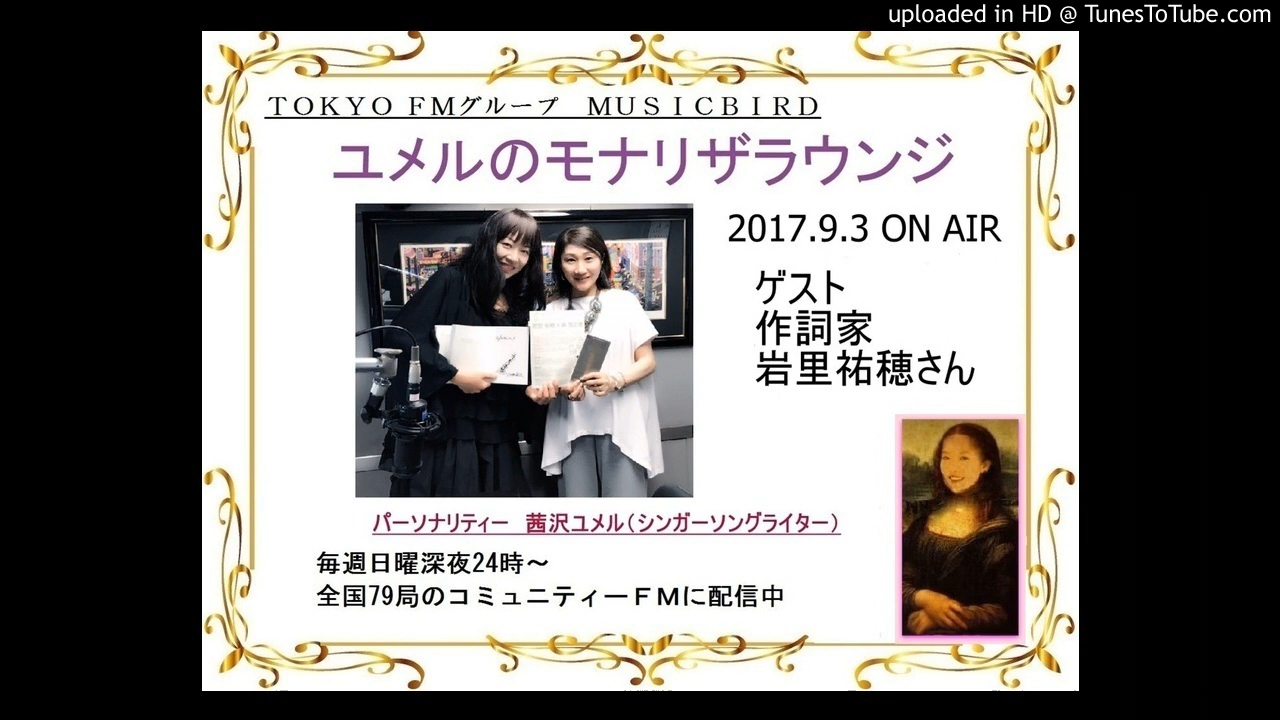 uploaded in HD @ TunesToTube.com
ＴＯＫＹＯ ＦＭグループ　ＭＵＳＩＣＢＩＲＤ
ユメルのモナリザラウンジ
2017.9.3 ON AIR
ゲスト
作詞家
岩里祐穂さん
パーソナリティー　茜沢ユメル（シンガーソングライター）
毎週日曜深夜24時～
全国79局のコミュニティーＦＭに配信中